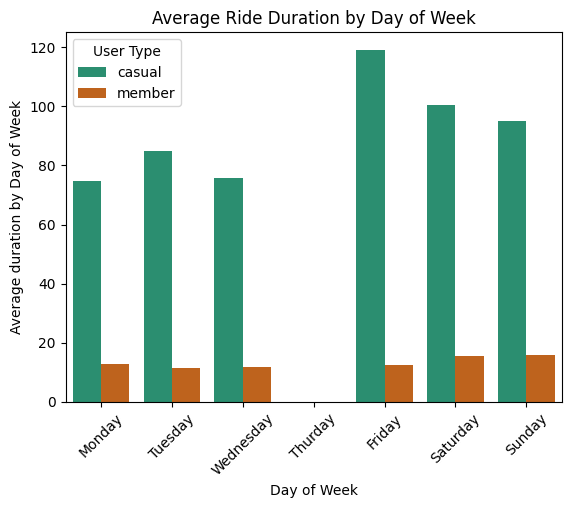 Average Ride Duration by Day of Week
User Type
casual
member
Average duration by Day of Week
120
100
80
60
40
20
0
Monday
Tuesday
Wednesday
Thurday
Friday
Saturday
Sunday
Day of Week